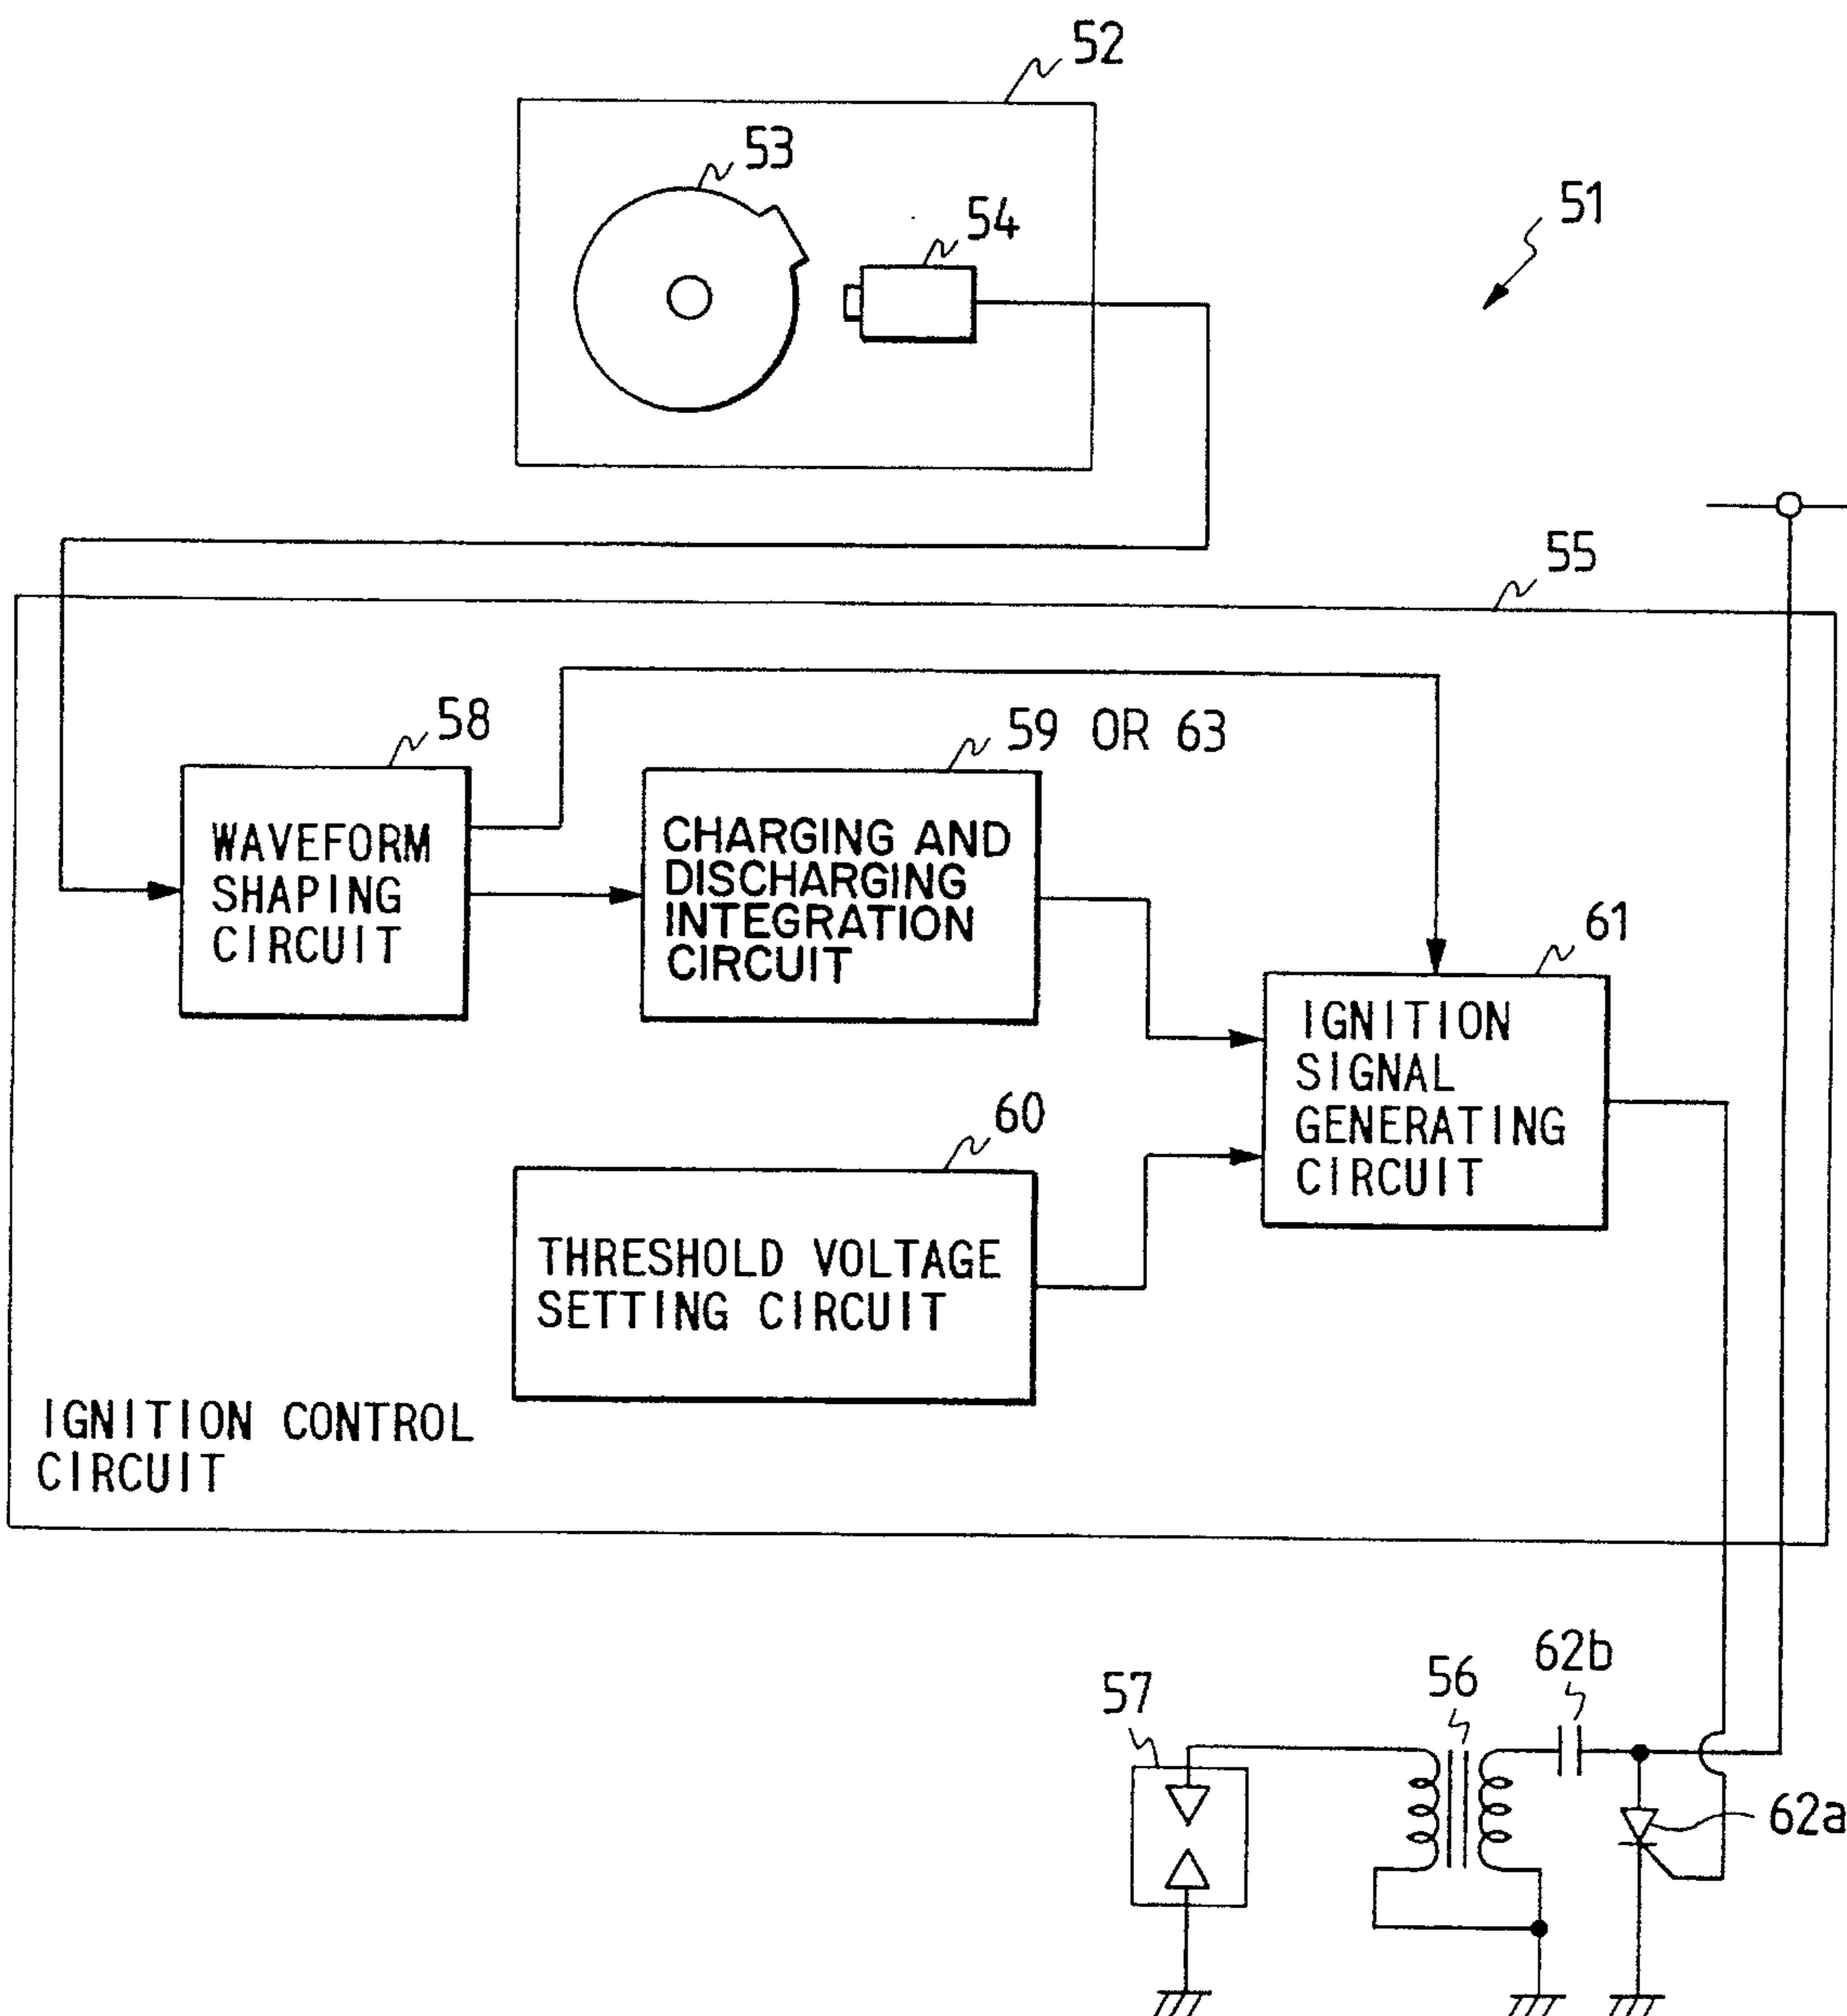 52
53
54
51
55
58
59 OR 63
WAVEFORM
SHAPING
CIRCUIT
CHARGING AND
DISCHARGING
INTEGRATION
CIRCUIT
61
IGNITION
SIGNAL
GENERATING
CIRCUIT
60
THRESHOLD VOLTAGE
SETTING CIRCUIT
IGNITION CONTROL
CIRCUIT
62b
56
57
62a